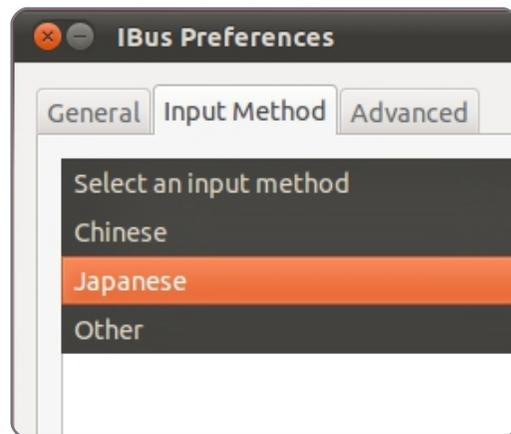 IBus Preferences
General Input Method Advanced
Select an input method
Chinese
Japanese
Other